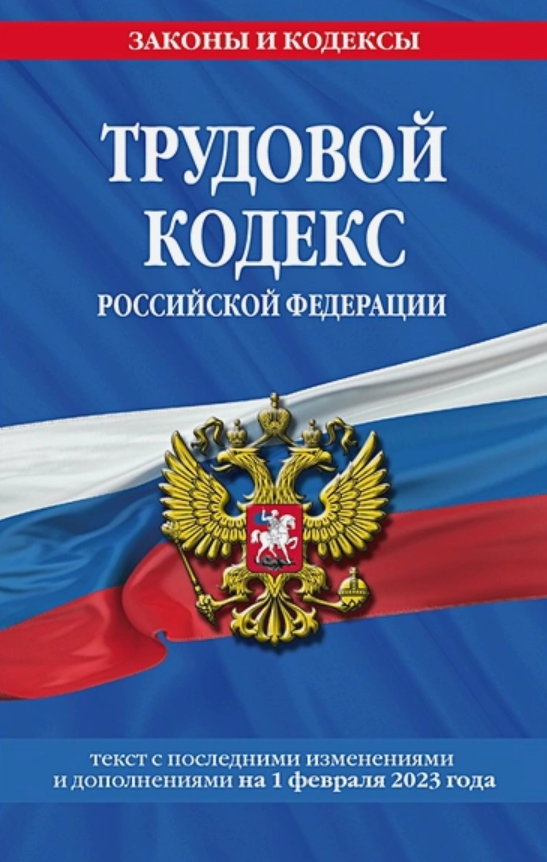 ЗАКОНЫ И КОДЕКСЫ
ТРУДОВОЙ
КОДЕКС
РОССИЙСКОЙ ФЕДЕРАЦИИ
текст с последними изменениями
и дополнениями на 1 февраля 2023 года